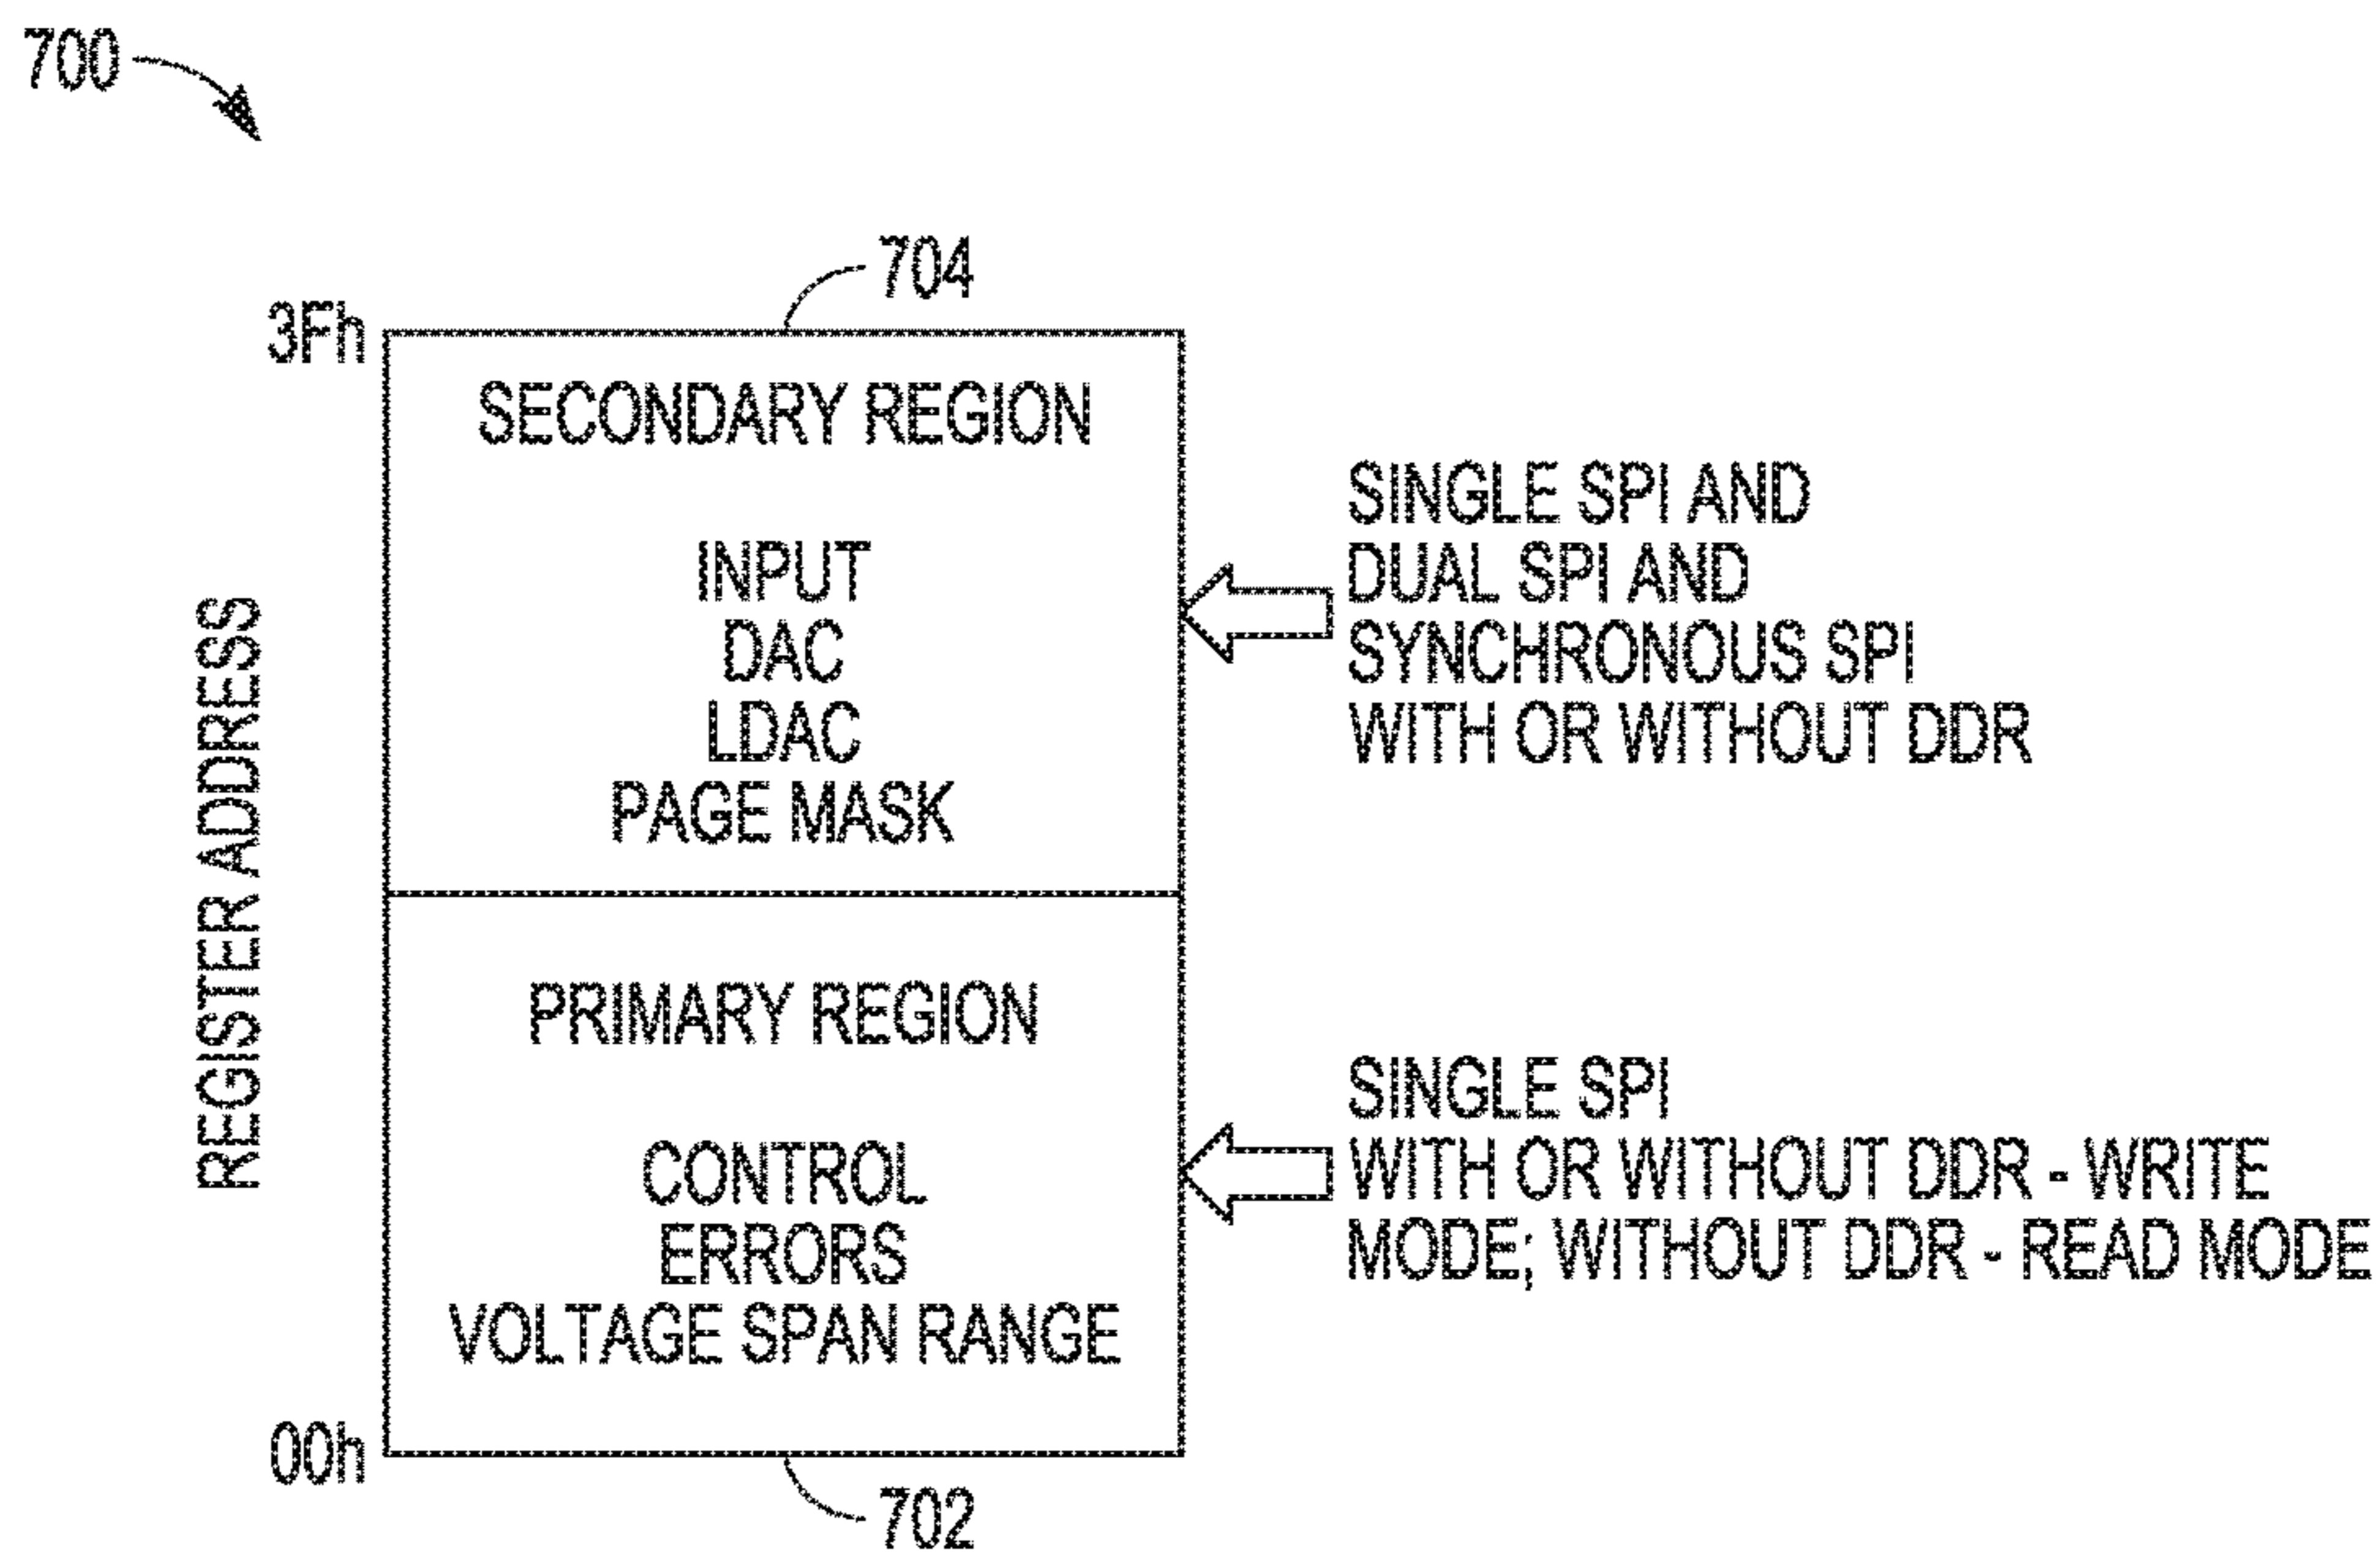 700
704
3Fh
SECONDARY REGION
INPUT
DAC
LDAC
PAGE MASK
SINGLE SPI AND
DUAL SPI AND
SYNCHRONOUS SPI
WITH OR WITHOUT DDR
REGISTER ADDRESS
PRIMARY REGION
CONTROL
ERRORS
VOLTAGE SPAN RANGE
SINGLE SPI
WITH OR WITHOUT DDR - WRITE
MODE; WITHOUT DDR - READ MODE
00h
702